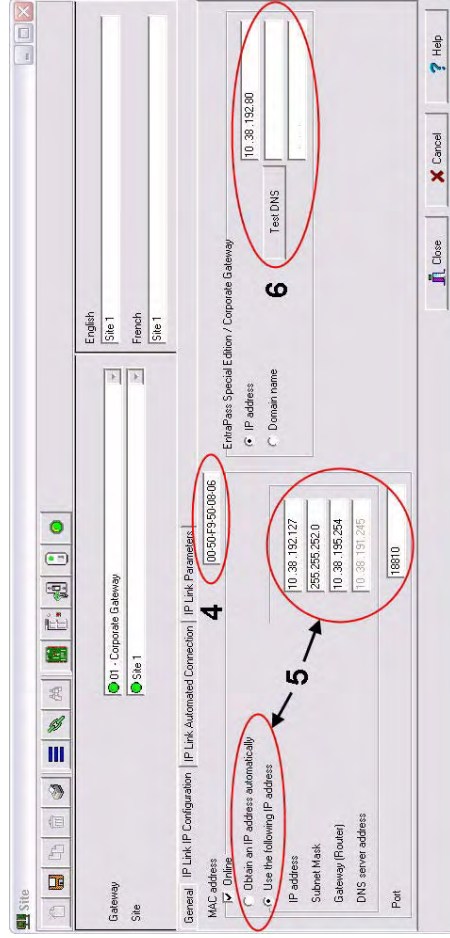 Site
Gateway
01 - Corporate Gateway
Site
Site 1
English
Site 1
French
Site 1
General
IP Link IP Configuration
IP Link Automated Connection
IP Link Parameters
MAC address
00-50-F9-50-08-06
4
Online
Obtain an IP address automatically
Use the following IP address
5
IP address
10 .38 .192.127
Subnet Mask
255.255.252.0
Gateway (Router)
10 .38 .195.254
DNS server address
10 .38 .191.245
Port
18810
EntraPass Special Edition / Corporate Gateway
IP address
Domain name
6
10 .38 .192.80
Test DNS
Close
Cancel
? Help